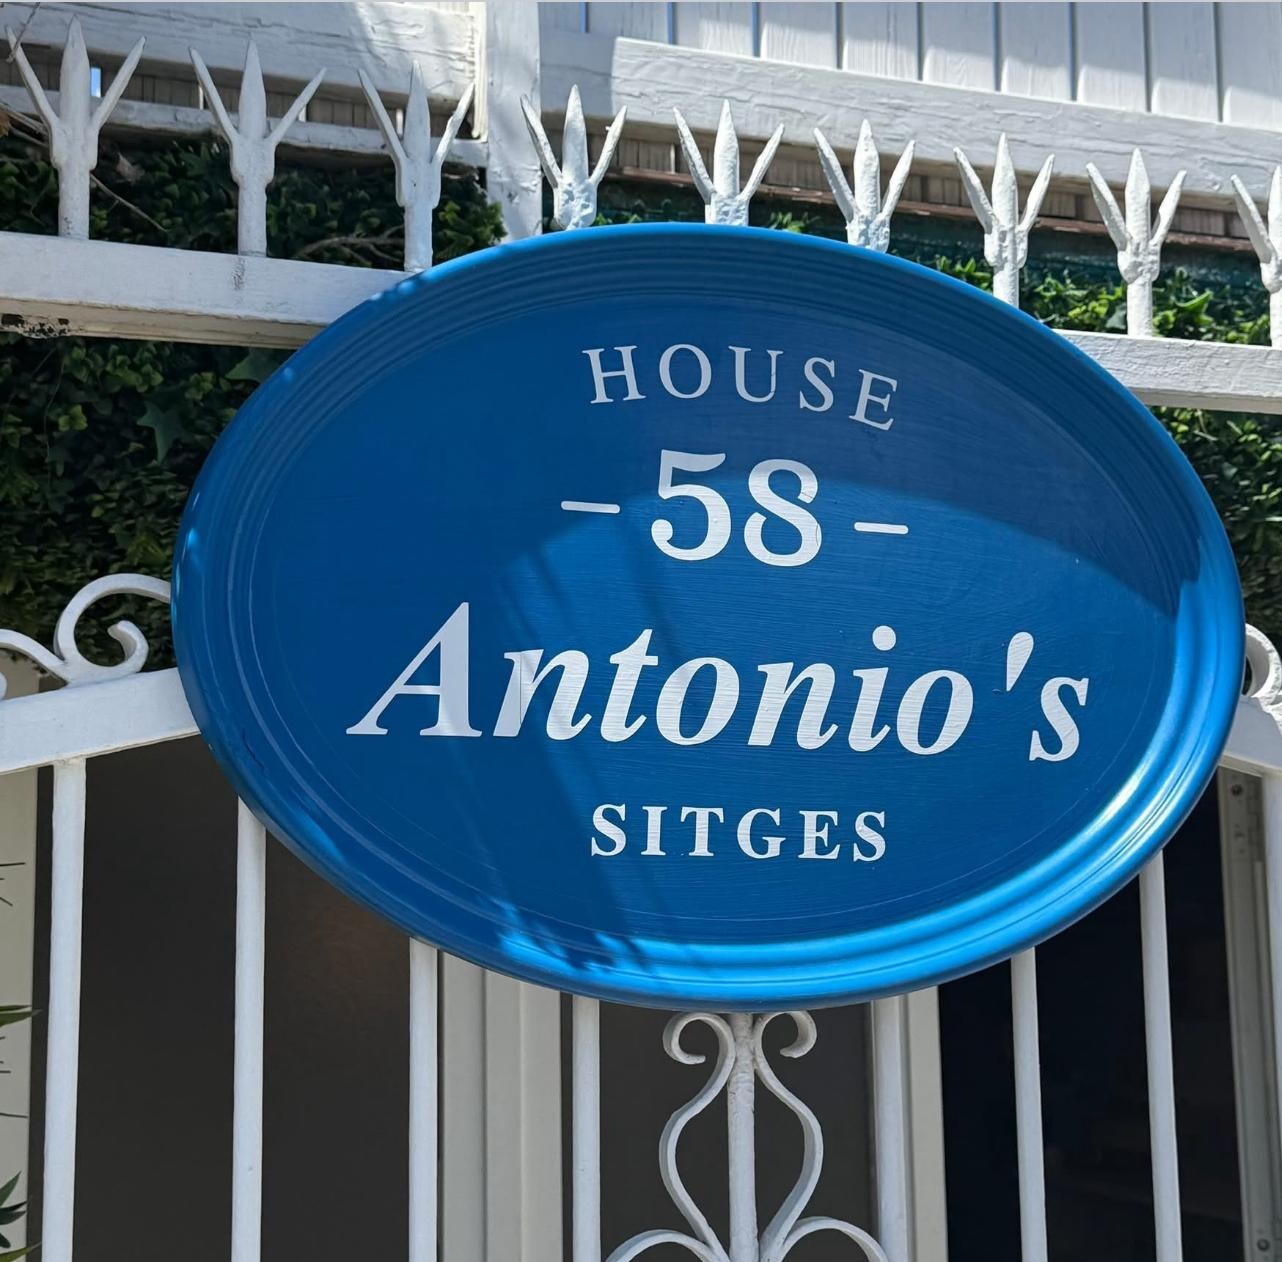 HOUSE
- 58 -
Antonio's
SITGES